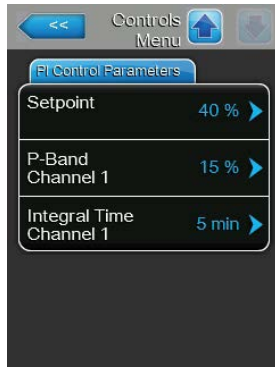 <<
Controls
Menu
PI Control Parameters
Setpoint
40 %
P-Band
Channel 1
15 %
Integral Time
Channel 1
5 min